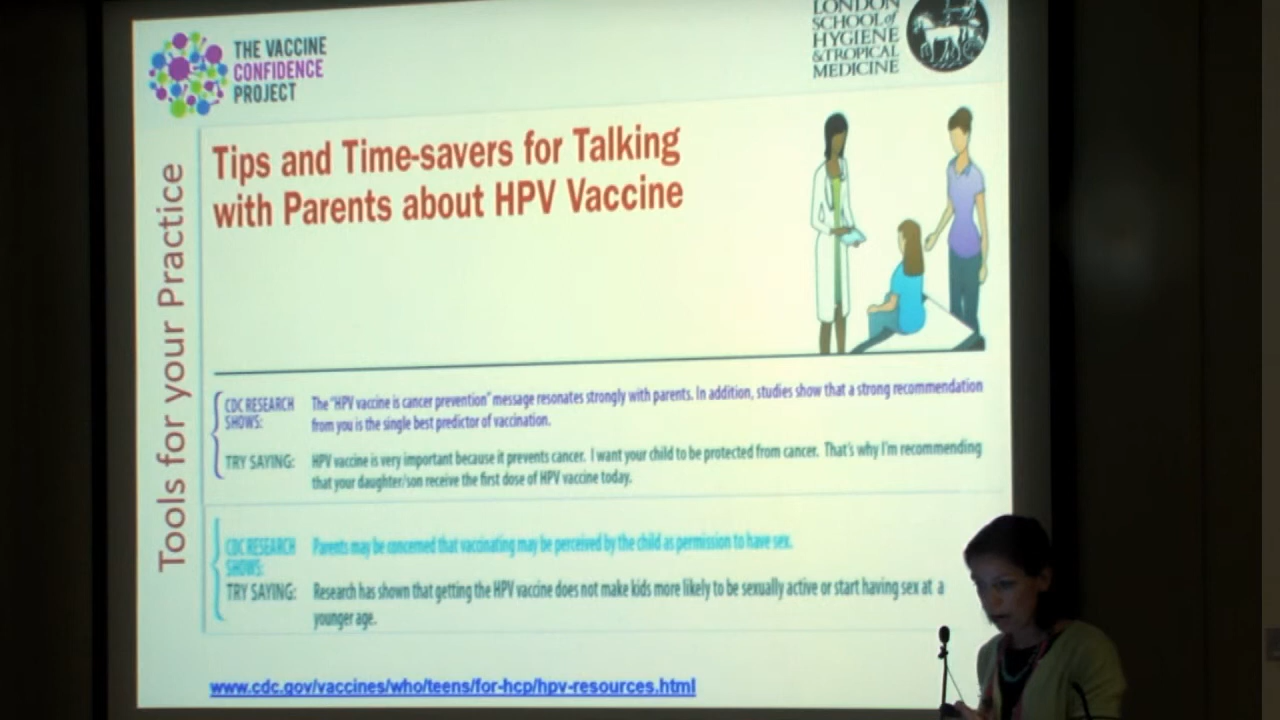 THE VACCINE
CONFIDENCE
PROJECT
LONDON
SCHOOL of
HYGIENE
& TROPICAL
MEDICINE
Tools for your Practice
Tips and Time-savers for Talking
with Parents about HPV Vaccine
CDC RESEARCH
SHOWS:
The "HPV vaccine is cancer prevention" message resonates strongly with parents. In addition, studies show that a strong recommendation
from you is the single best predictor of vaccination.
TRY SAYING:
HPV vaccine is very important because it prevents cancer. I want your child to be protected from cancer. That's why I'm recommending
that your daughter/son receive the first dose of HPV vaccine today.
CDC RESEARCH
SHOWS:
Parents may be concerned that vaccinating may be perceived by the child as permission to have sex.
TRY SAYING:
Research has shown that getting the HPV vaccine does not make kids more likely to be sexually active or start having sex at a
younger age.
www.cdc.gov/vaccines/who/teens/for-hcp/hpv-resources.html